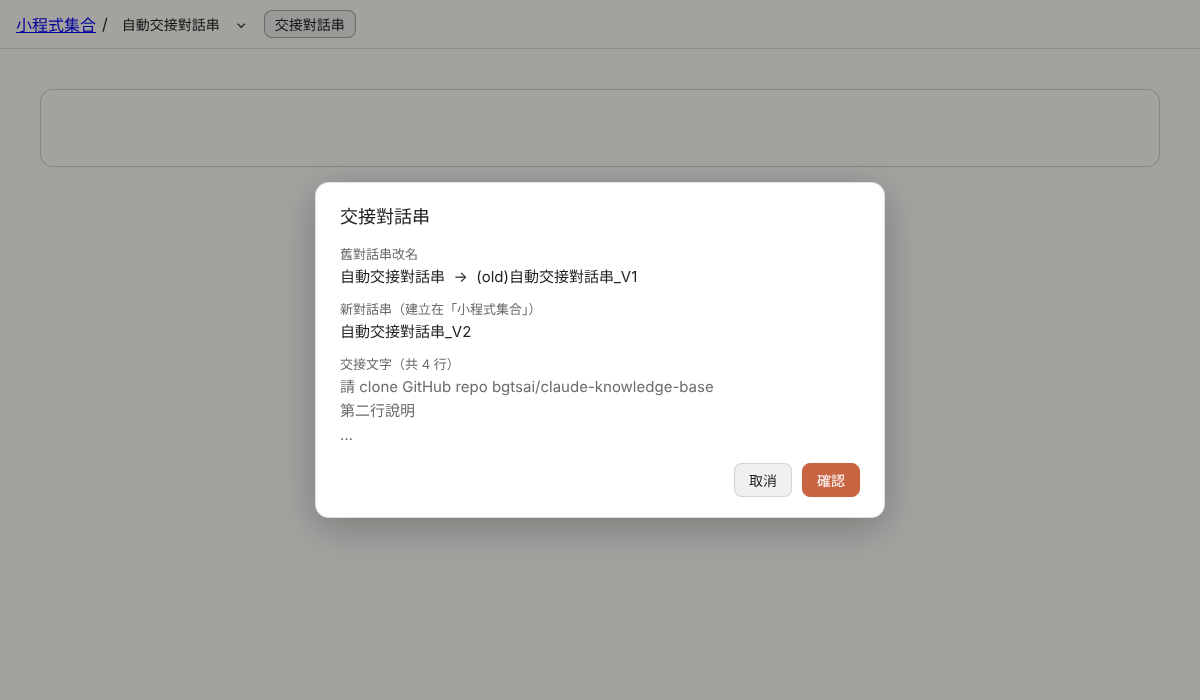 小程式集合 / 自動交接對話串 交接對話串
交接對話串
舊對話串改名
自動交接對話串 → (old)自動交接對話串_V1
新對話串（建立在「小程式集合」）
自動交接對話串_V2
交接文字（共 4 行）
請 clone GitHub repo bgtsai/claude-knowledge-base
第二行說明
...
取消 確認